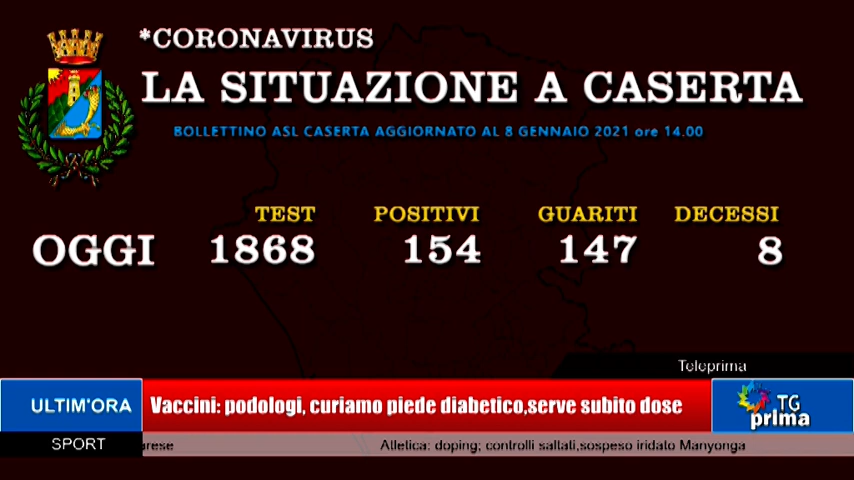 *CORONAVIRUS
LA SITUAZIONE A CASERTA
BOLLETTINO ASL CASERTA AGGIORNATO AL 8 GENNAIO 2021 ore 14.00
TEST POSITIVI GUARITI DECESSI
OGGI 1868 154 147 8
Teleprima
ULTIM'ORA Vaccini: podologi, curiamo piede diabetico,serve subito dose TG prima
SPORT arese Atletica: doping; controlli saltati,sospeso iridato Manyonga